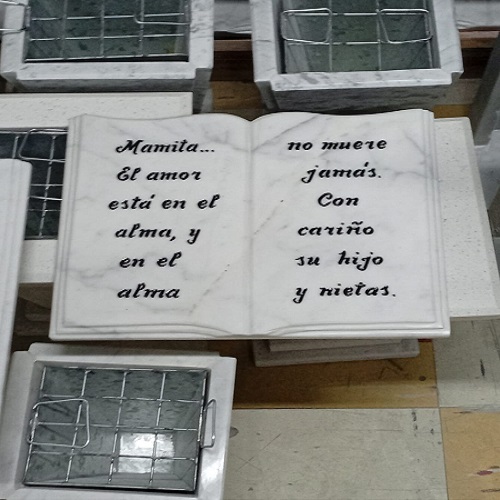 Mamita...
El amor
está en el
alma, y
en el
alma
no muere
jamás.
Con
cariño
su hijo
y nietas.